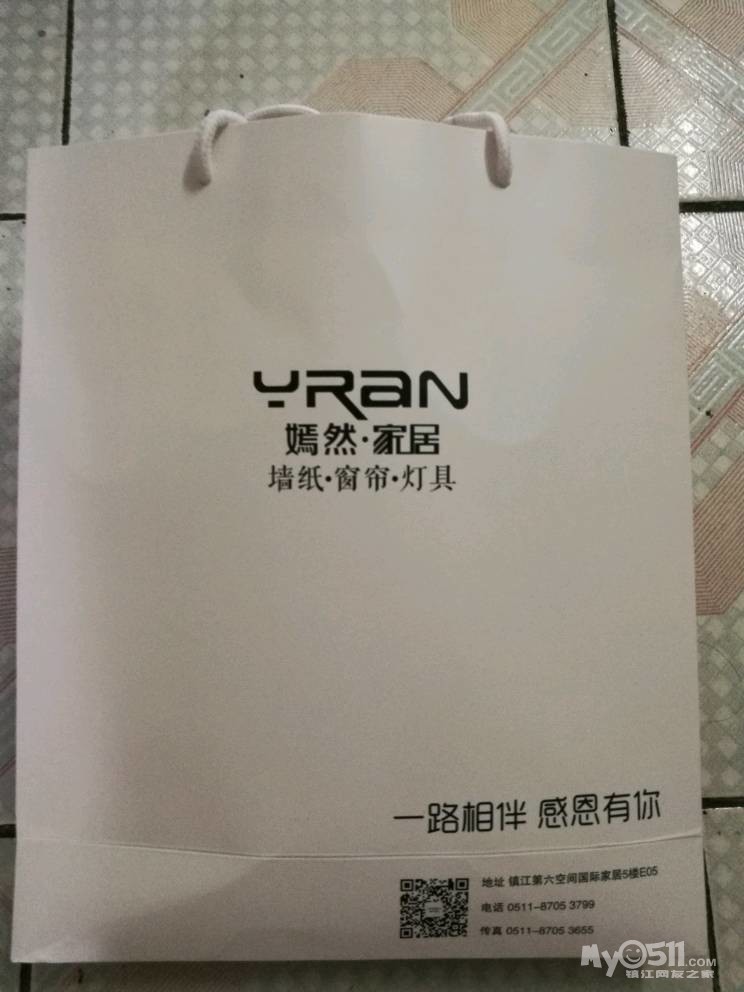 YRAN
嫣然·家居
墙纸·窗帘·灯具
一路相伴 感恩有你
地址 镇江第六空间国际家居5楼E05
电话 0511-8705 3799
传真 0511-8705 3655
My0511.COM
镇江网友之家